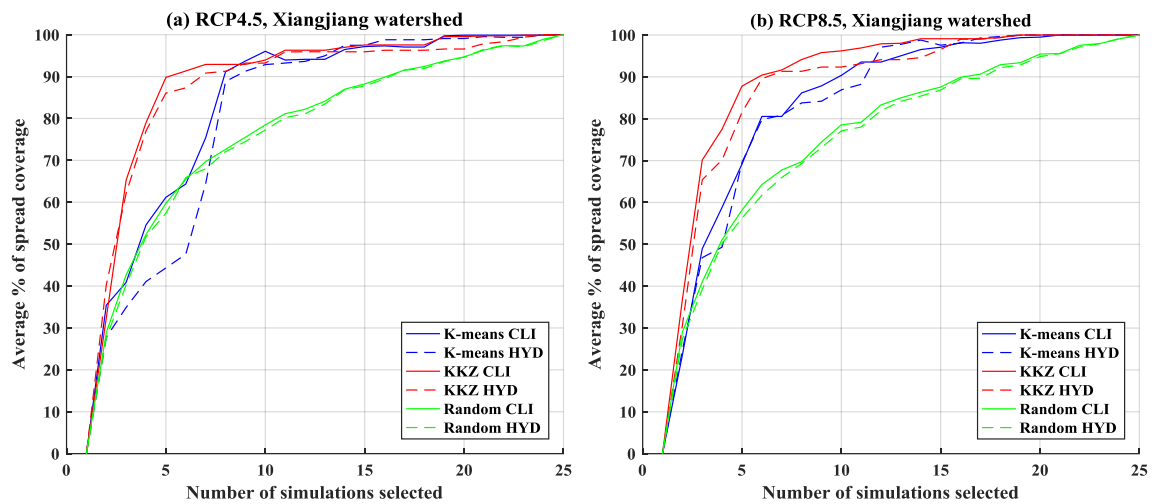 (a) RCP4.5, Xiangjiang watershed
100
90
80
70
60
50
40
30
20
10
0
Average % of spread coverage
K-means CLI
K-means HYD
KKZ CLI
KKZ HYD
Random CLI
Random HYD
0 5 10 15 20 25
Number of simulations selected
(b) RCP8.5, Xiangjiang watershed
100
90
80
70
60
50
40
30
20
10
0
Average % of spread coverage
K-means CLI
K-means HYD
KKZ CLI
KKZ HYD
Random CLI
Random HYD
0 5 10 15 20 25
Number of simulations selected